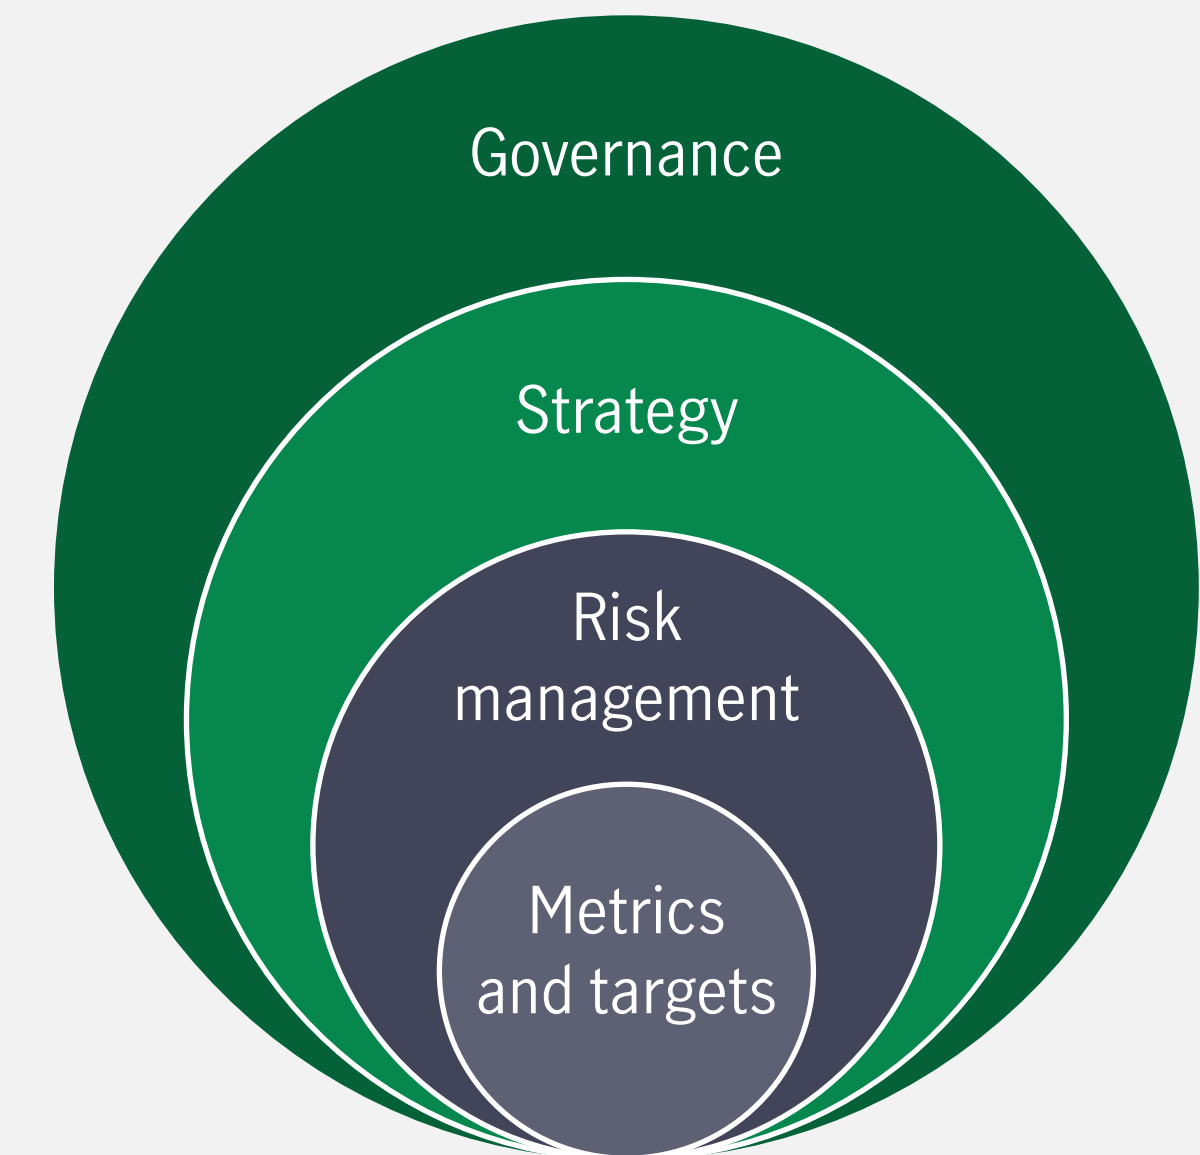 Governance
Strategy
Risk
management
Metrics
and targets